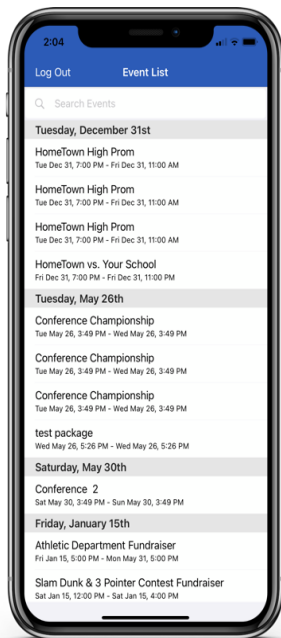 2:04
Log Out Event List
Search Events
Tuesday, December 31st
HomeTown High Prom
Tue Dec 31, 7:00 PM - Fri Dec 31, 11:00 AM
HomeTown High Prom
Tue Dec 31, 7:00 PM - Fri Dec 31, 11:00 AM
HomeTown High Prom
Tue Dec 31, 7:00 PM - Fri Dec 31, 11:00 AM
HomeTown vs. Your School
Fri Dec 31, 7:00 PM - Fri Dec 31, 11:00 PM
Tuesday, May 26th
Conference Championship
Tue May 26, 3:49 PM - Wed May 26, 3:49 PM
Conference Championship
Tue May 26, 3:49 PM - Wed May 26, 3:49 PM
Conference Championship
Tue May 26, 3:49 PM - Wed May 26, 3:49 PM
test package
Wed May 26, 5:26 PM - Wed May 26, 5:26 PM
Saturday, May 30th
Conference 2
Sat May 30, 3:49 PM - Sun May 30, 3:49 PM
Friday, January 15th
Athletic Department Fundraiser
Fri Jan 15, 5:00 PM - Mon May 31, 5:00 PM
Slam Dunk & 3 Pointer Contest Fundraiser
Sat Jan 15, 12:00 PM - Sat Jan 15, 4:00 PM